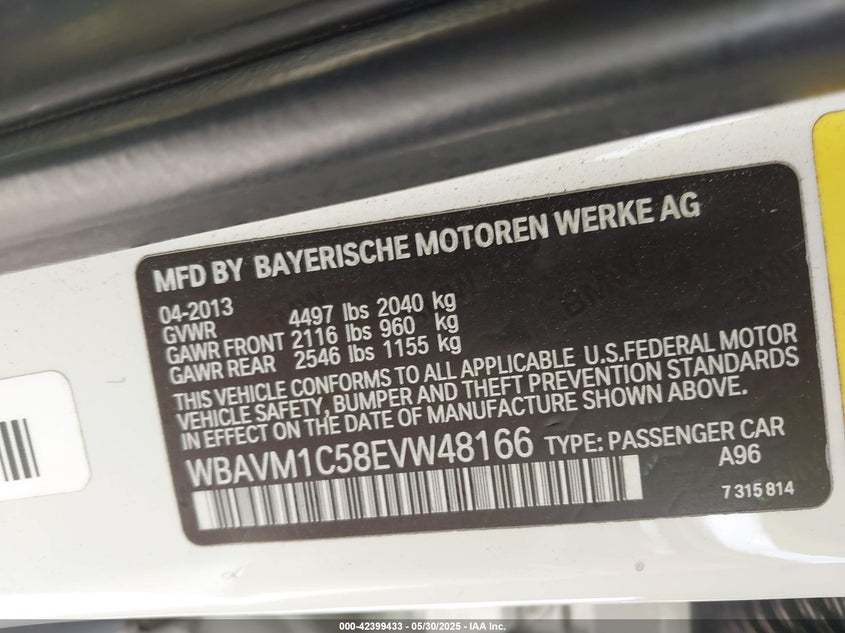 MFD BY BAYERISCHE MOTOREN WERKE AG
04-2013
GVWR 4497 lbs 2040 kg
GAWR FRONT 2116 lbs 960 kg
GAWR REAR 2546 lbs 1155 kg
THIS VEHICLE CONFORMS TO ALL APPLICABLE U.S.FEDERAL MOTOR
VEHICLE SAFETY, BUMPER AND THEFT PREVENTION STANDARDS
IN EFFECT ON THE DATE OF MANUFACTURE SHOWN ABOVE.
WBAVM1C58EVW48166 TYPE: PASSENGER CAR
A96
7 315 814
BMW
000-42399433 - 05/30/2025 - IAA Inc.